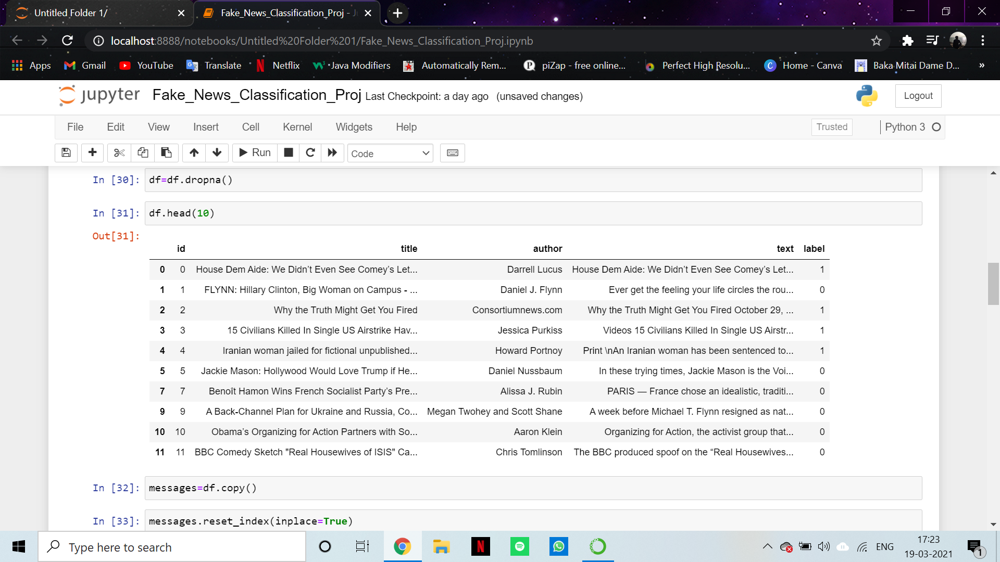 Untitled Folder 1/
Fake_News_Classification_Proj - J
localhost:8888/notebooks/Untitled%20Folder%201/Fake_News_Classification_Proj.ipynb
Apps Gmail YouTube Translate Netflix Java Modifiers Automatically Rem... piZap - free online... Perfect High Resolu... Home - Canva Baka Mitai Dame D... »
jupyter Fake_News_Classification_Proj Last Checkpoint: a day ago (unsaved changes) Logout
File Edit View Insert Cell Kernel Widgets Help Trusted Python 3
Run Code
In [30]: df=df.dropna()
In [31]: df.head(10)
Out[31]:
id title author text label
0 0 House Dem Aide: We Didn’t Even See Comey’s Let... Darrell Lucus House Dem Aide: We Didn’t Even See Comey’s Let... 1
1 1 FLYNN: Hillary Clinton, Big Woman on Campus - ... Daniel J. Flynn Ever get the feeling your life circles the rou... 0
2 2 Why the Truth Might Get You Fired Consortiumnews.com Why the Truth Might Get You Fired October 29, ... 1
3 3 15 Civilians Killed In Single US Airstrike Hav... Jessica Purkiss Videos 15 Civilians Killed In Single US Airstr... 1
4 4 Iranian woman jailed for fictional unpublished... Howard Portnoy Print \nAn Iranian woman has been sentenced to... 1
5 5 Jackie Mason: Hollywood Would Love Trump if He... Daniel Nussbaum In these trying times, Jackie Mason is the Voi... 0
7 7 Benoît Hamon Wins French Socialist Party’s Pre... Alissa J. Rubin PARIS — France chose an idealistic, traditi... 0
9 9 A Back-Channel Plan for Ukraine and Russia, Co... Megan Twohey and Scott Shane A week before Michael T. Flynn resigned as nat... 0
10 10 Obama’s Organizing for Action Partners with So... Aaron Klein Organizing for Action, the activist group that... 0
11 11 BBC Comedy Sketch "Real Housewives of ISIS" Ca... Chris Tomlinson The BBC produced spoof on the “Real Housewives... 0
In [32]: messages=df.copy()
In [33]: messages.reset_index(inplace=True)
Type here to search
ENG
17:23
19-03-2021
1